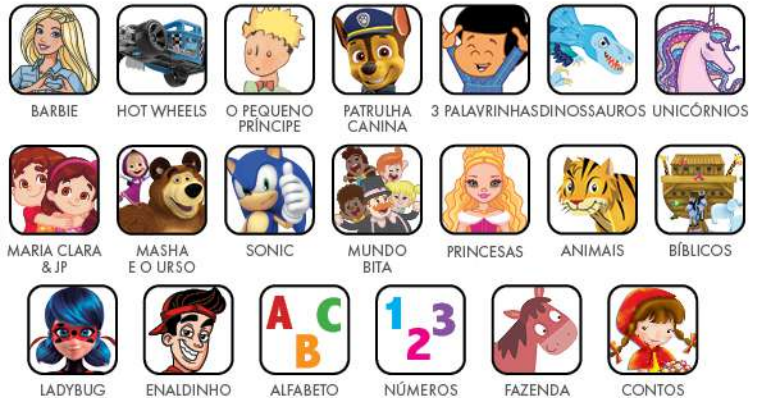 BARBIE
HOT WHEELS
O PEQUENO
PRÍNCIPE
PATRULHA
CANINA
3 PALAVRINHAS
DINOSSAUROS
UNICÓRNIOS
MARIA CLARA
& JP
MASHA
E O URSO
SONIC
MUNDO
BITA
PRINCESAS
ANIMAIS
BÍBLICOS
LADYBUG
ENALDINHO
A B C
ALFABETO
1 2 3
NÚMEROS
FAZENDA
CONTOS